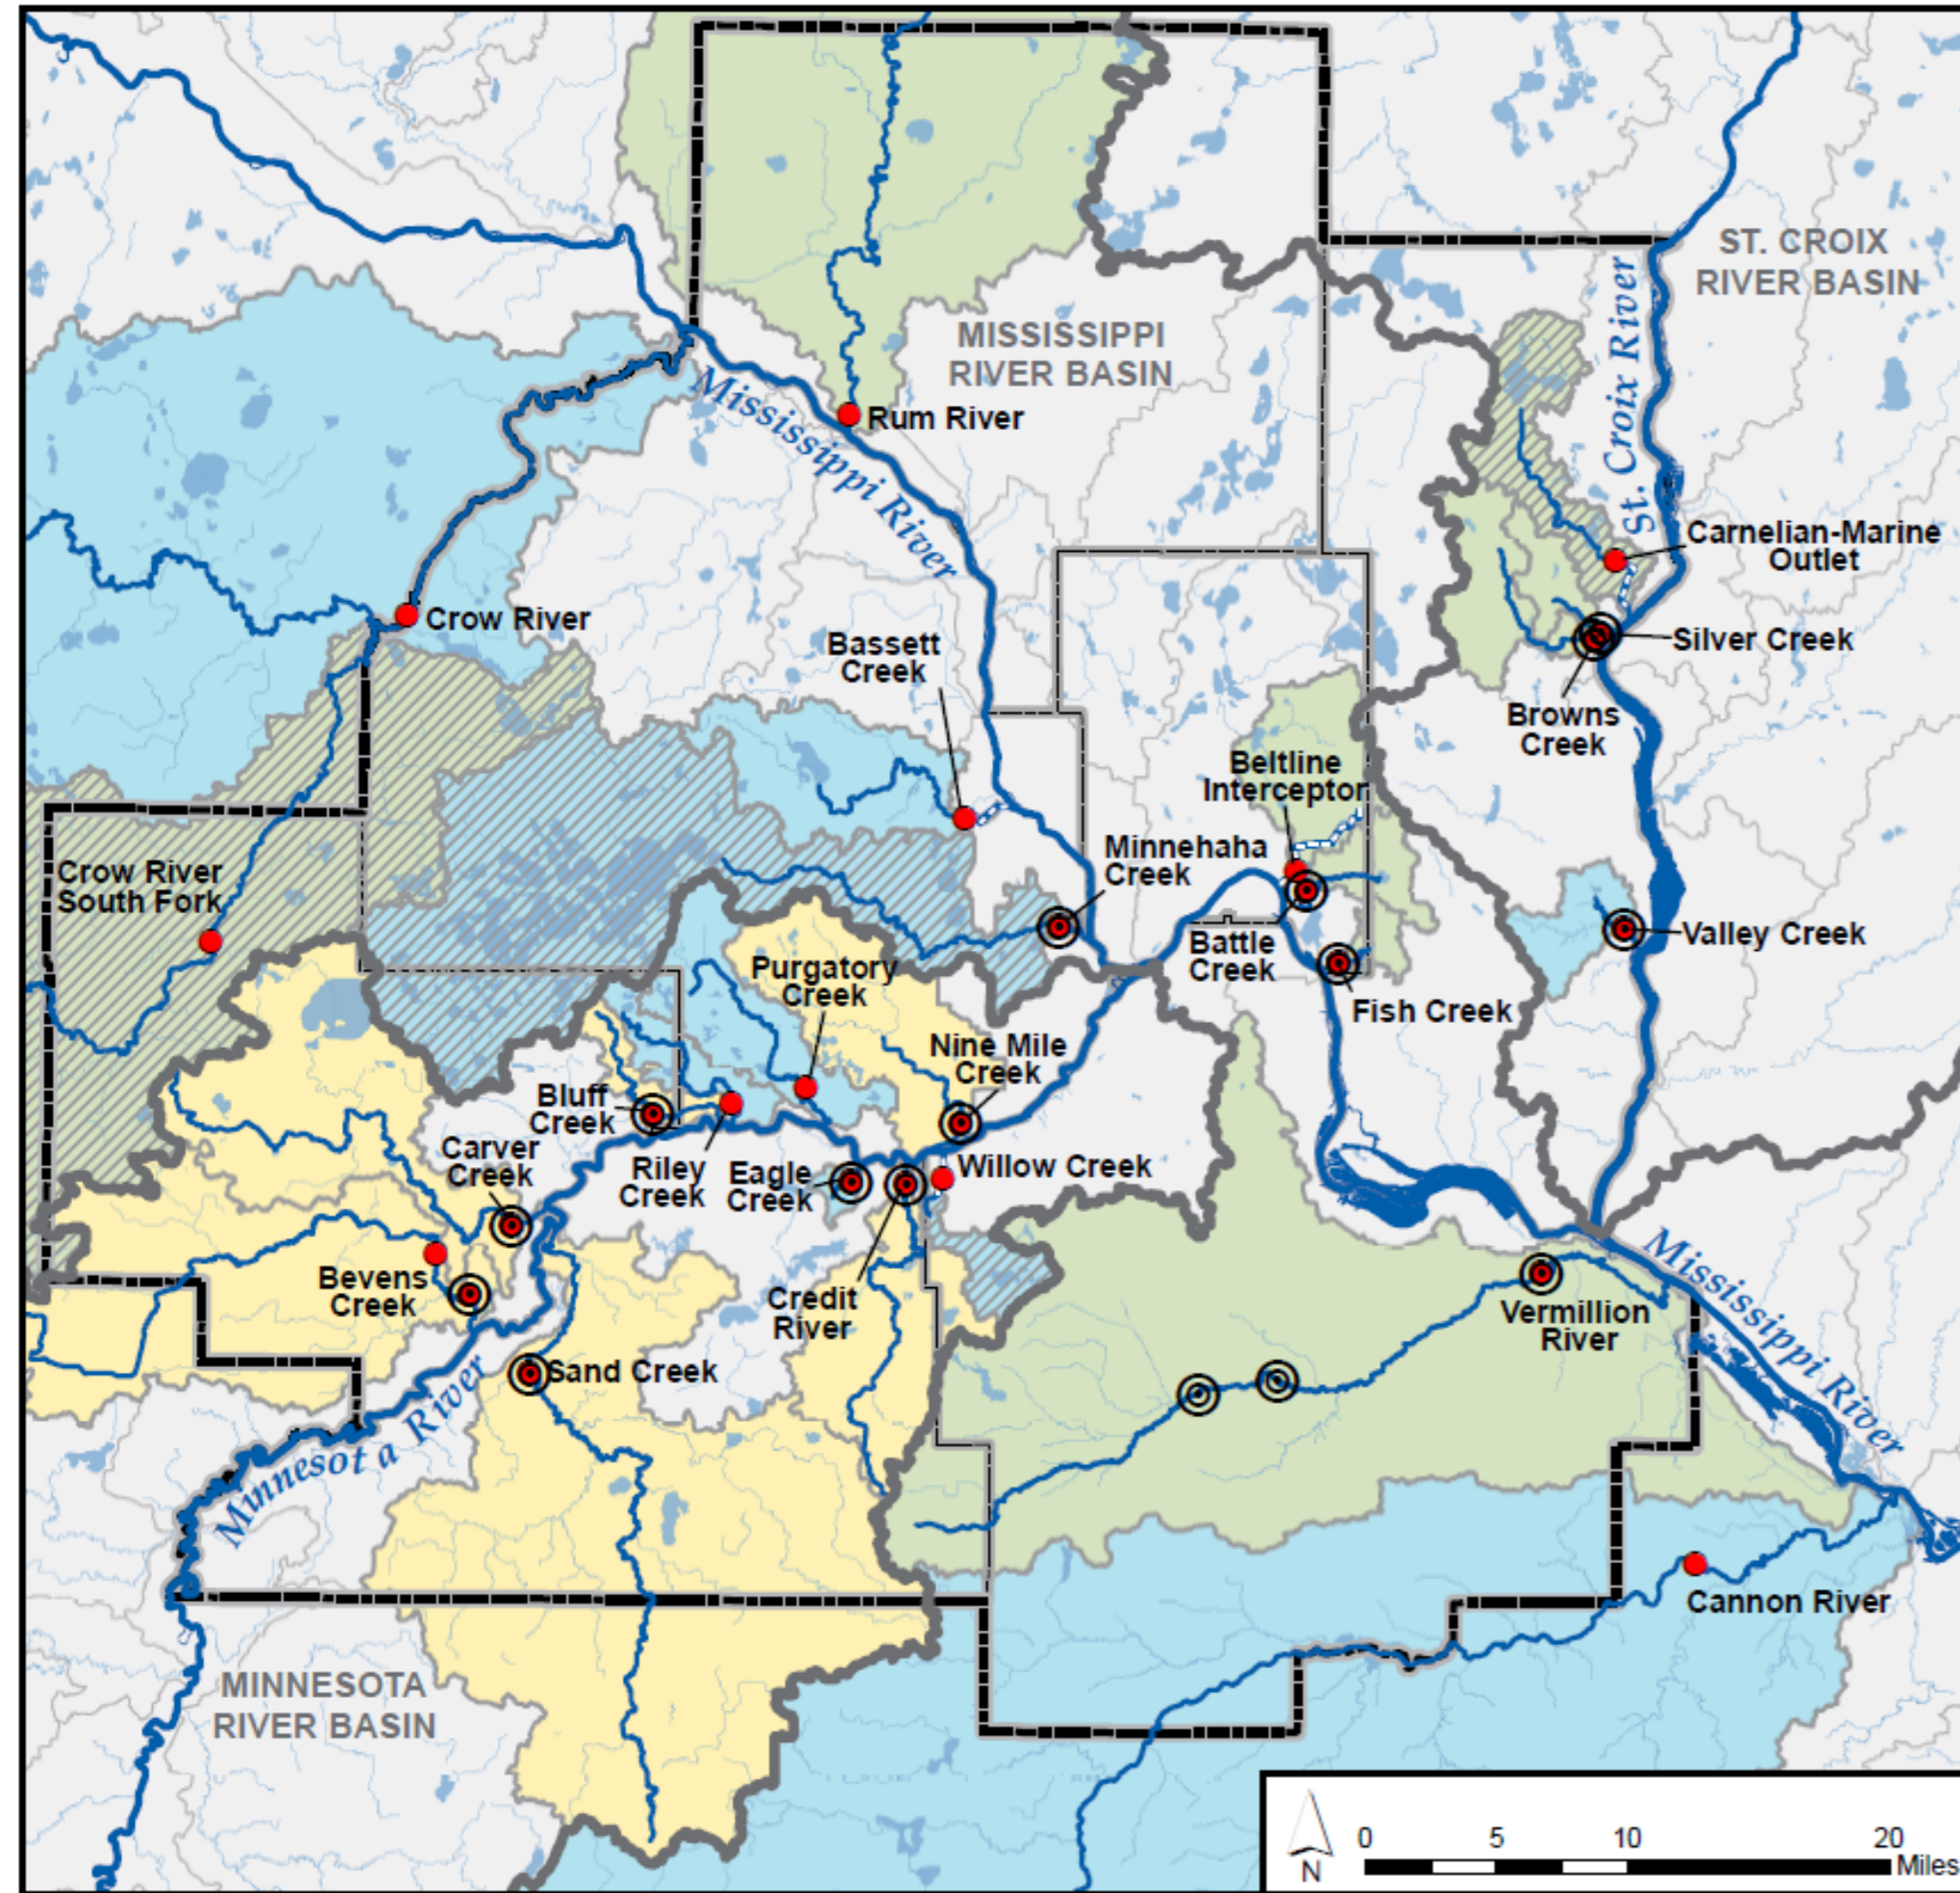 ST. CROIX
RIVER BASIN
St. Croix River
MISSISSIPPI
RIVER BASIN
Mississippi River
Rum River
Carnelian-Marine
Outlet
Crow River
Silver Creek
Bassett
Creek
Browns
Creek
Beltline
Interceptor
Minnehaha
Creek
Crow River
South Fork
Valley Creek
Battle
Creek
Purgatory
Creek
Fish Creek
Nine Mile
Creek
Bluff
Creek
Carver
Creek
Riley
Creek
Eagle
Creek
Willow Creek
Bevens
Creek
Credit
River
Vermillion
River
Mississippi River
Sand Creek
Minnesota River
Cannon River
MINNESOTA
RIVER BASIN
0 5 10 20
Miles
N